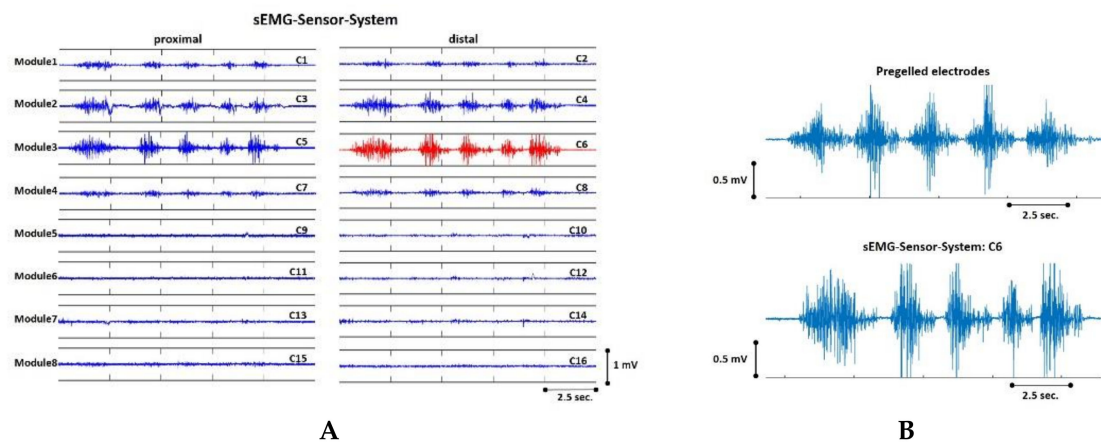 sEMG-Sensor-System
proximal distal
Module1 C1 C2
Module2 C3 C4
Module3 C5 C6
Module4 C7 C8
Module5 C9 C10
Module6 C11 C12
Module7 C13 C14
Module8 C15 C16
1 mV
2.5 sec.
A
Pregelled electrodes
0.5 mV
2.5 sec.
sEMG-Sensor-System: C6
0.5 mV
2.5 sec.
B